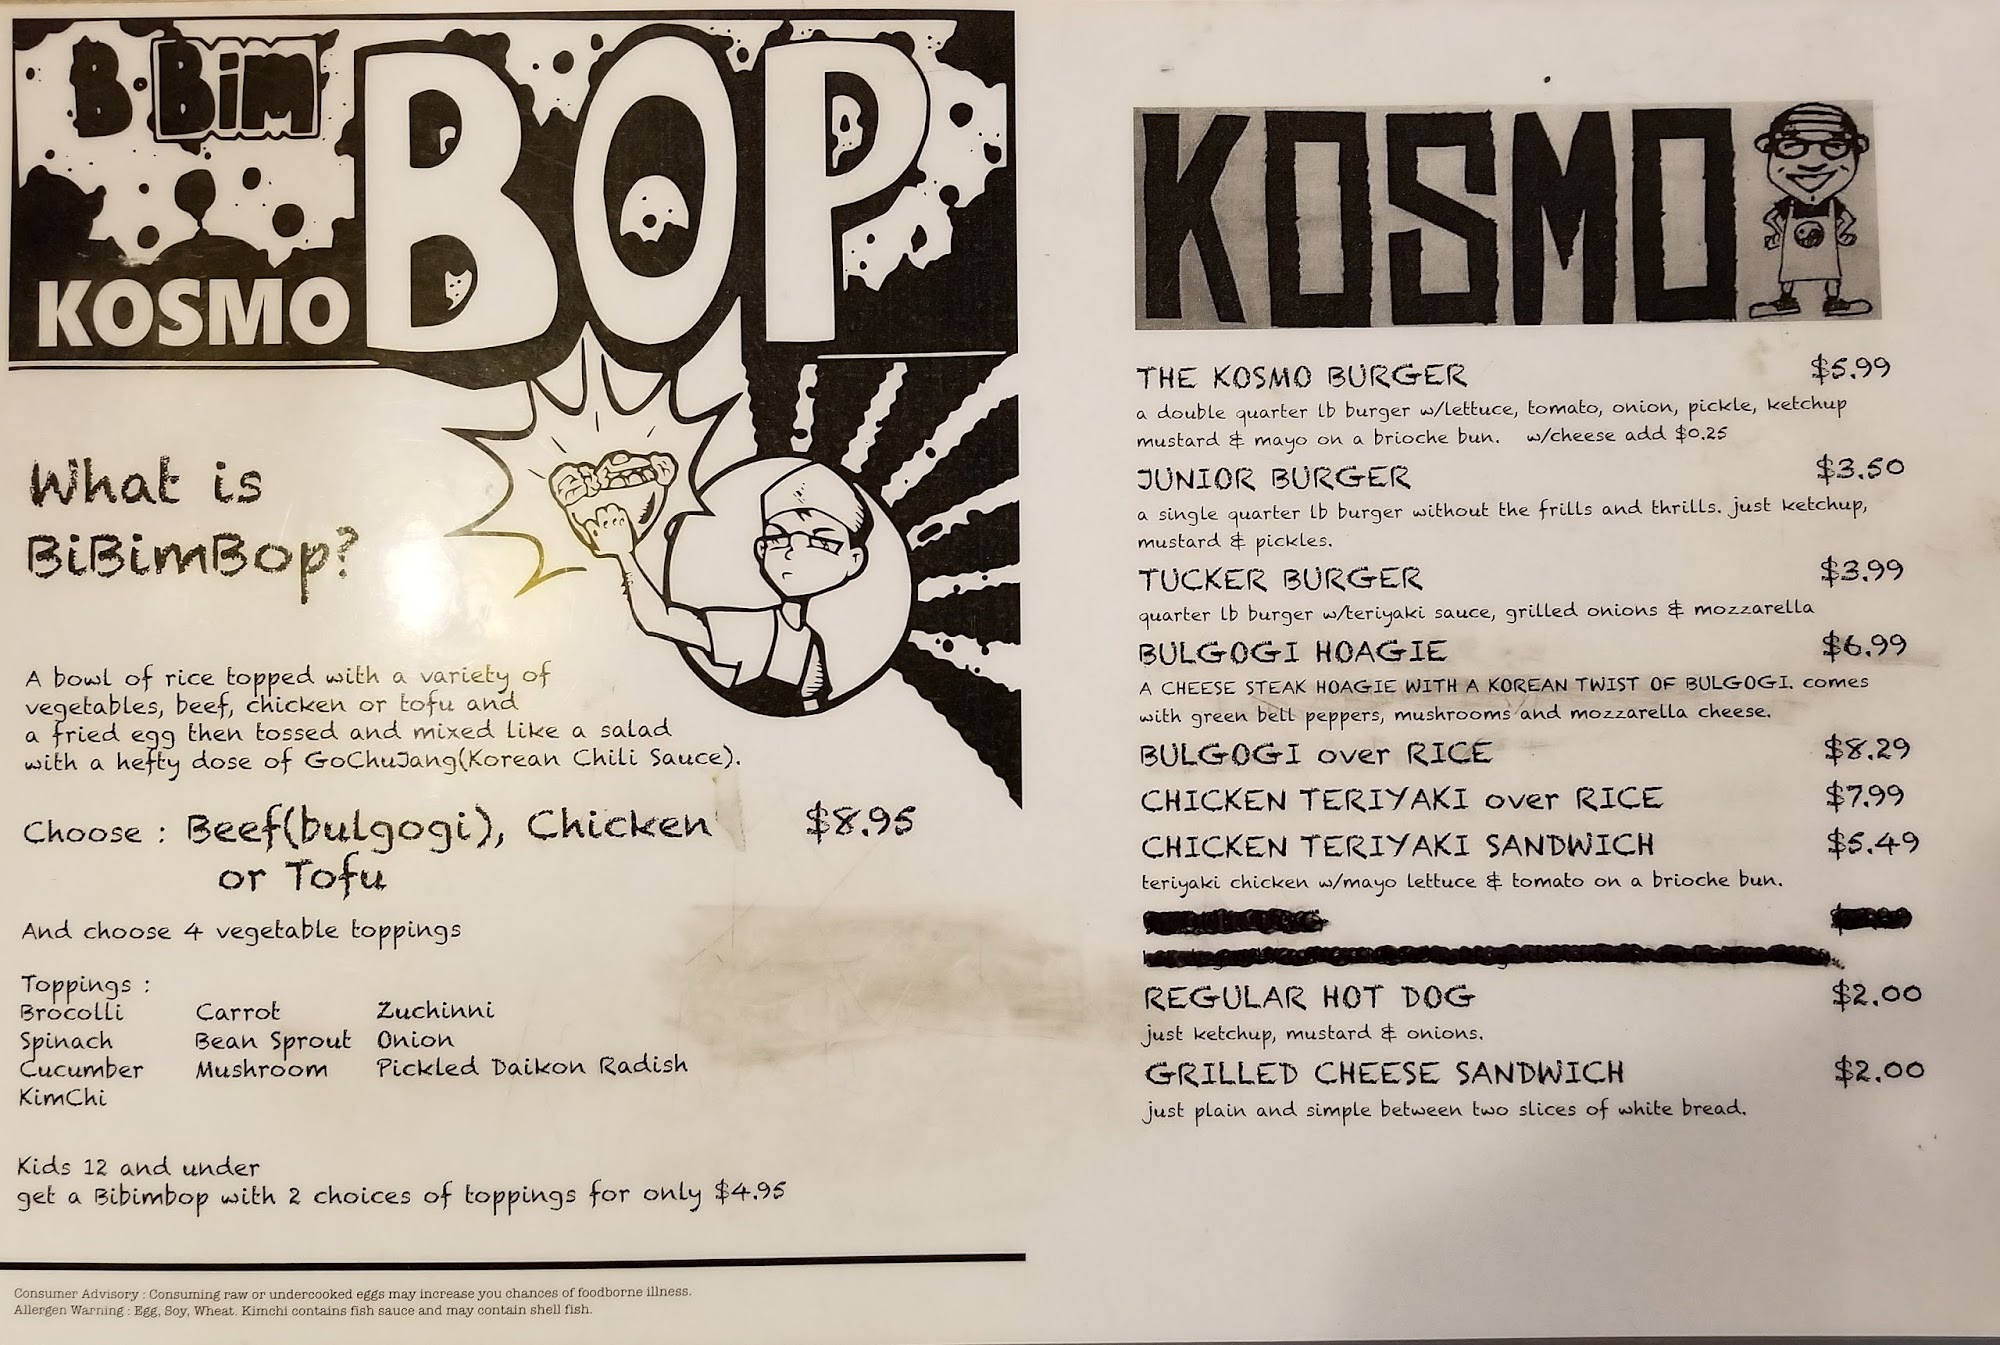 B BiM BOP
KOSMO
What is
BiBimBop?
A bowl of rice topped with a variety of
vegetables, beef, chicken or tofu and
a fried egg then tossed and mixed like a salad
with a hefty dose of GoChuJang(Korean Chili Sauce).
Choose : Beef(bulgogi), Chicken $8.95
or Tofu
And choose 4 vegetable toppings
Toppings :
Brocolli Carrot Zuchinni
Spinach Bean Sprout Onion
Cucumber Mushroom Pickled Daikon Radish
KimChi
Kids 12 and under
get a Bibimbop with 2 choices of toppings for only $4.95
Consumer Advisory : Consuming raw or undercooked eggs may increase you chances of foodborne illness.
Allergen Warning : Egg, Soy, Wheat. Kimchi contains fish sauce and may contain shell fish.
KOSMO
THE KOSMO BURGER $5.99
a double quarter lb burger w/lettuce, tomato, onion, pickle, ketchup
mustard & mayo on a brioche bun. w/cheese add $0.25
JUNIOR BURGER $3.50
a single quarter lb burger without the frills and thrills. just ketchup,
mustard & pickles.
TUCKER BURGER $3.99
quarter lb burger w/teriyaki sauce, grilled onions & mozzarella
BULGOGI HOAGIE $6.99
A CHEESE STEAK HOAGIE WITH A KOREAN TWIST OF BULGOGI. comes
with green bell peppers, mushrooms and mozzarella cheese.
BULGOGI over RICE $8.29
CHICKEN TERIYAKI over RICE $7.99
CHICKEN TERIYAKI SANDWICH $5.49
teriyaki chicken w/mayo lettuce & tomato on a brioche bun.
REGULAR HOT DOG $2.00
just ketchup, mustard & onions.
GRILLED CHEESE SANDWICH $2.00
just plain and simple between two slices of white bread.